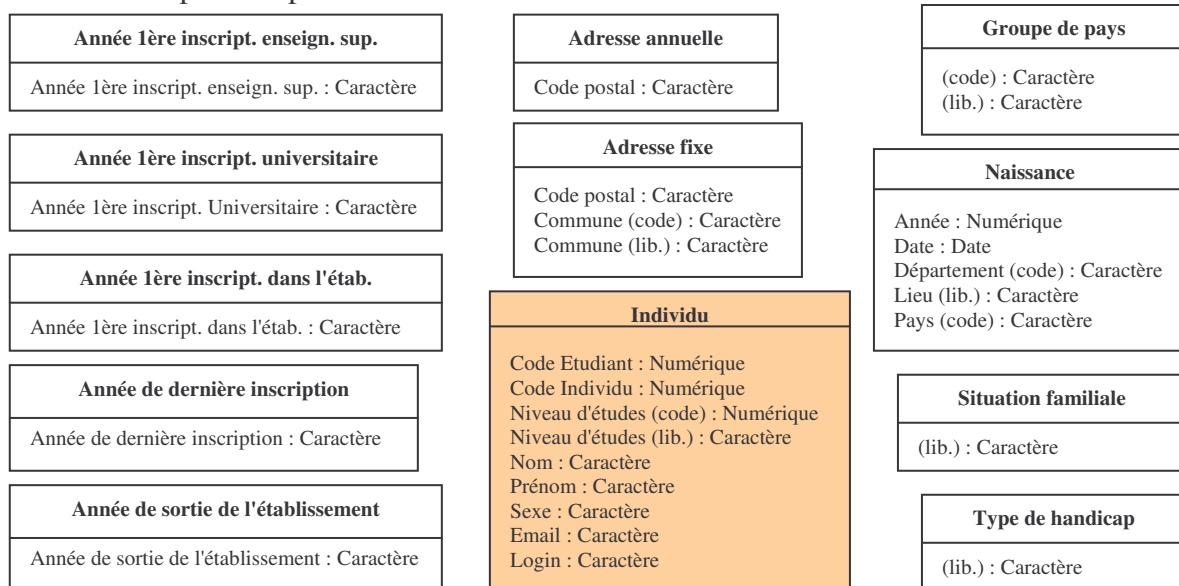 Année 1ère inscript. enseign. sup.
Année 1ère inscript. enseign. sup. : Caractère
Année 1ère inscript. universitaire
Année 1ère inscript. Universitaire : Caractère
Année 1ère inscript. dans l'étab.
Année 1ère inscript. dans l'étab. : Caractère
Année de dernière inscription
Année de dernière inscription : Caractère
Année de sortie de l'établissement
Année de sortie de l'établissement : Caractère
Adresse annuelle
Code postal : Caractère
Adresse fixe
Code postal : Caractère
Commune (code) : Caractère
Commune (lib.) : Caractère
Individu
Code Etudiant : Numérique
Code Individu : Numérique
Niveau d'études (code) : Numérique
Niveau d'études (lib.) : Caractère
Nom : Caractère
Prénom : Caractère
Sexe : Caractère
Email : Caractère
Login : Caractère
Groupe de pays
(code) : Caractère
(lib.) : Caractère
Naissance
Année : Numérique
Date : Date
Département (code) : Caractère
Lieu (lib.) : Caractère
Pays (code) : Caractère
Situation familiale
(lib.) : Caractère
Type de handicap
(lib.) : Caractère